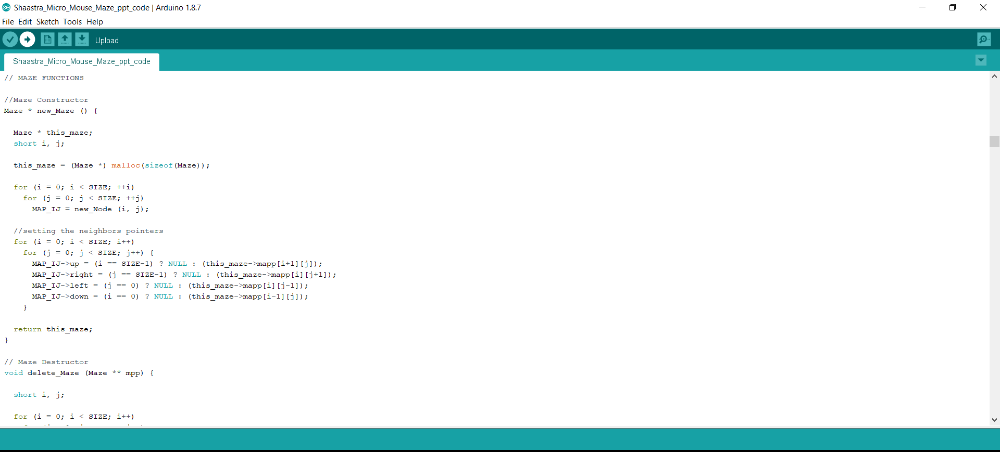 Shaastra_Micro_Mouse_Maze_ppt_code | Arduino 1.8.7
File Edit Sketch Tools Help
Upload
Shaastra_Micro_Mouse_Maze_ppt_code
// MAZE FUNCTIONS
//Maze Constructor
Maze * new_Maze () {
Maze * this_maze;
short i, j;
this_maze = (Maze *) malloc(sizeof(Maze));
for (i = 0; i < SIZE; ++i)
for (j = 0; j < SIZE; ++j)
MAP_IJ = new_Node (i, j);
//setting the neighbors pointers
for (i = 0; i < SIZE; i++)
for (j = 0; j < SIZE; j++) {
MAP_IJ->up = (i == SIZE-1) ? NULL : (this_maze->mapp[i+1][j]);
MAP_IJ->right = (j == SIZE-1) ? NULL : (this_maze->mapp[i][j+1]);
MAP_IJ->left = (j == 0) ? NULL : (this_maze->mapp[i][j-1]);
MAP_IJ->down = (i == 0) ? NULL : (this_maze->mapp[i-1][j]);
}
return this_maze;
}
// Maze Destructor
void delete_Maze (Maze ** mpp) {
short i, j;
for (i = 0; i < SIZE; i++)